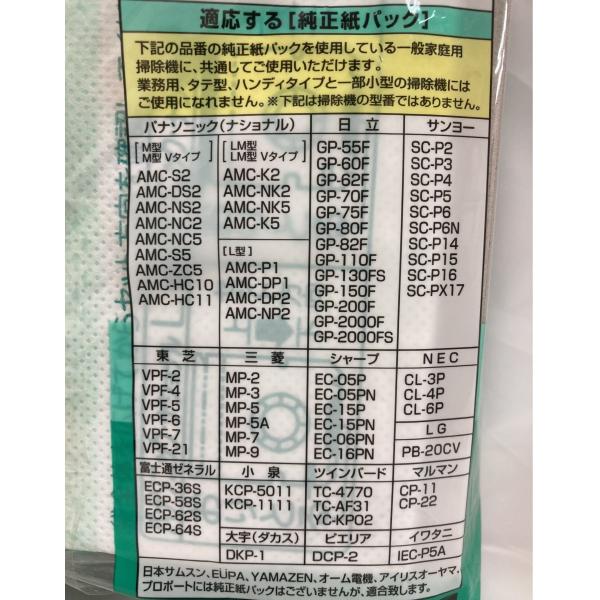 適応する［純正紙パック］
下記の品番の純正紙パックを使用している一般家庭用
掃除機に、共通してご使用いただけます。
業務用、タテ型、ハンディタイプと一部小型の掃除機には
ご使用になれません。※下記は掃除機の型番ではありません。
パナソニック（ナショナル）
［M型
M型 Vタイプ］
AMC-S2
AMC-DS2
AMC-NS2
AMC-NC2
AMC-NC5
AMC-S5
AMC-ZC5
AMC-HC10
AMC-HC11
［LM型
LM型 Vタイプ］
AMC-K2
AMC-NK2
AMC-NK5
AMC-K5
［L型］
AMC-P1
AMC-DP1
AMC-DP2
AMC-NP2
日立
GP-55F
GP-60F
GP-62F
GP-70F
GP-75F
GP-80F
GP-82F
GP-110F
GP-130FS
GP-150F
GP-200F
GP-2000F
GP-2000FS
サンヨー
SC-P2
SC-P3
SC-P4
SC-P5
SC-P6
SC-P6N
SC-P14
SC-P15
SC-P16
SC-PX17
東芝
VPF-2
VPF-4
VPF-5
VPF-6
VPF-7
VPF-21
三菱
MP-2
MP-3
MP-5
MP-5A
MP-7
MP-9
シャープ
EC-05P
EC-05PN
EC-15P
EC-15PN
EC-06PN
EC-16PN
NEC
CL-3P
CL-4P
CL-6P
LG
PB-20CV
富士通ゼネラル
ECP-36S
ECP-58S
ECP-62S
ECP-64S
小泉
KCP-5011
KCP-1111
大宇（ダカス）
DKP-1
ツインバード
TC-4770
TC-AF31
YC-KP02
ピエリア
DCP-2
マルマン
CP-11
CP-22
イワタニ
IEC-P5A
日本サムスン、EUPA、YAMAZEN、オーム電機、アイリスオーヤマ、
プロポートには純正紙パックはございませんが、適合致します。